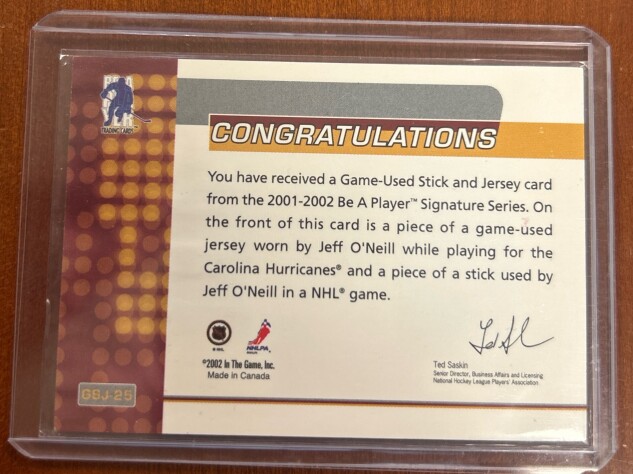 TRADING CARDS
CONGRATULATIONS
You have received a Game-Used Stick and Jersey card
from the 2001-2002 Be A Player™ Signature Series. On
the front of this card is a piece of a game-used
jersey worn by Jeff O'Neill while playing for the
Carolina Hurricanes® and a piece of a stick used by
Jeff O'Neill in a NHL® game.
NHLPA
©2002 In The Game, Inc.
Made in Canada
Ted Saskin
Senior Director, Business Affairs and Licensing
National Hockey League Players' Association.
GSJ-25